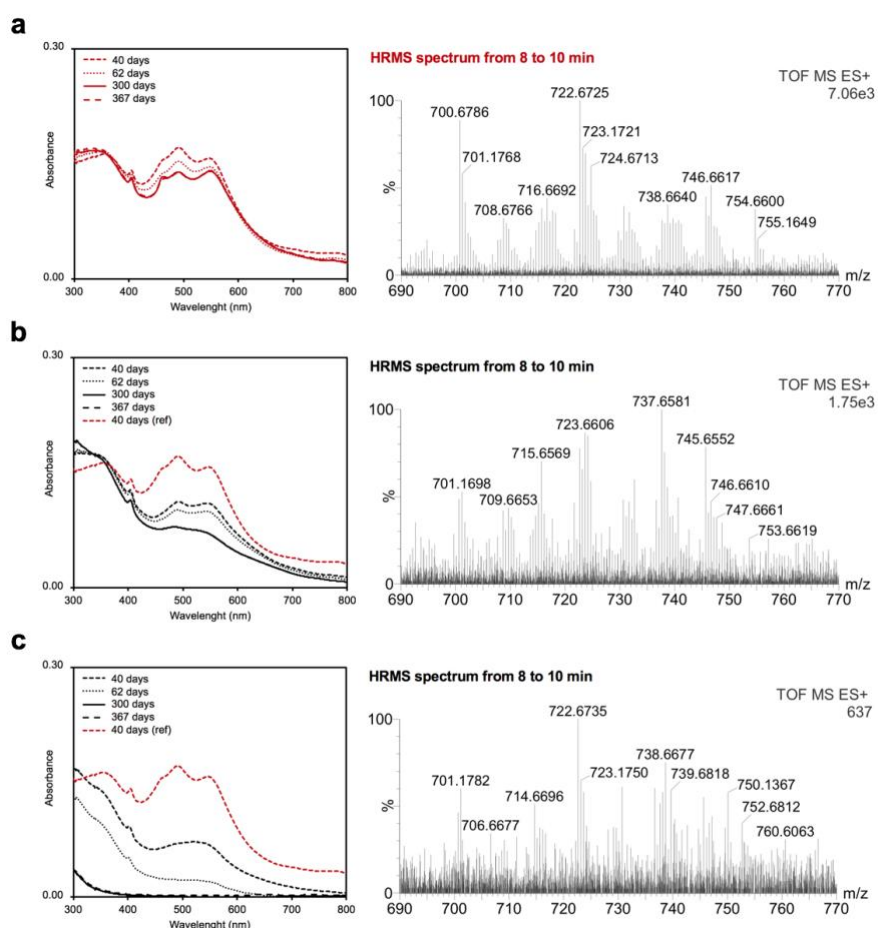 a
0.30
40 days
62 days
300 days
367 days
Absorbance
0.00
300 400 500 600 700 800
Wavelenght (nm)
HRMS spectrum from 8 to 10 min
TOF MS ES+
7.06e3
100
%
0
722.6725
700.6786
723.1721
701.1768
724.6713
746.6617
716.6692
738.6640
754.6600
708.6766
755.1649
690 700 710 720 730 740 750 760 770
m/z
b
0.30
40 days
62 days
300 days
367 days
40 days (ref)
Absorbance
0.00
300 400 500 600 700 800
Wavelenght (nm)
HRMS spectrum from 8 to 10 min
TOF MS ES+
1.75e3
100
%
0
737.6581
723.6606
745.6552
715.6569
701.1698
746.6610
709.6653
747.6661
753.6619
690 700 710 720 730 740 750 760 770
m/z
c
0.30
40 days
62 days
300 days
367 days
40 days (ref)
Absorbance
0.00
300 400 500 600 700 800
Wavelenght (nm)
HRMS spectrum from 8 to 10 min
TOF MS ES+
637
100
%
0
722.6735
738.6677
723.1750
739.6818
750.1367
701.1782
714.6696
752.6812
706.6677
760.6063
690 700 710 720 730 740 750 760 770
m/z